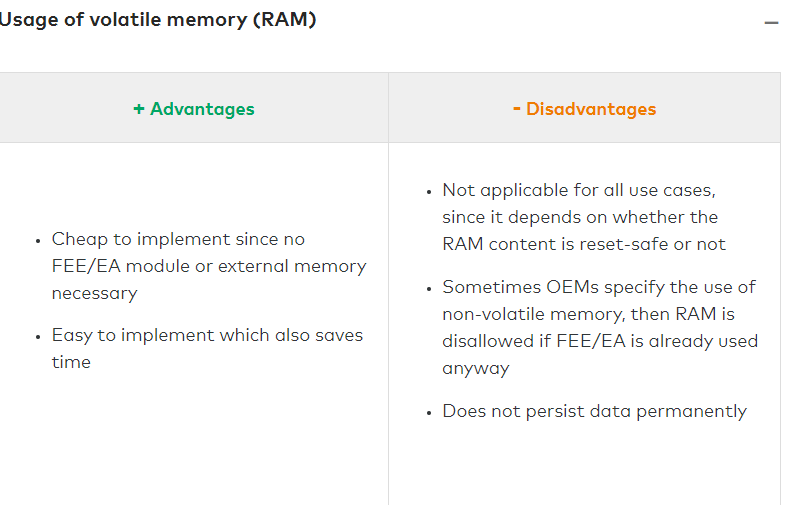 Usage of volatile memory (RAM)
+ Advantages
- Disadvantages
• Cheap to implement since no
FEE/EA module or external memory
necessary
• Easy to implement which also saves
time
• Not applicable for all use cases,
since it depends on whether the
RAM content is reset-safe or not
• Sometimes OEMs specify the use of
non-volatile memory, then RAM is
disallowed if FEE/EA is already used
anyway
• Does not persist data permanently